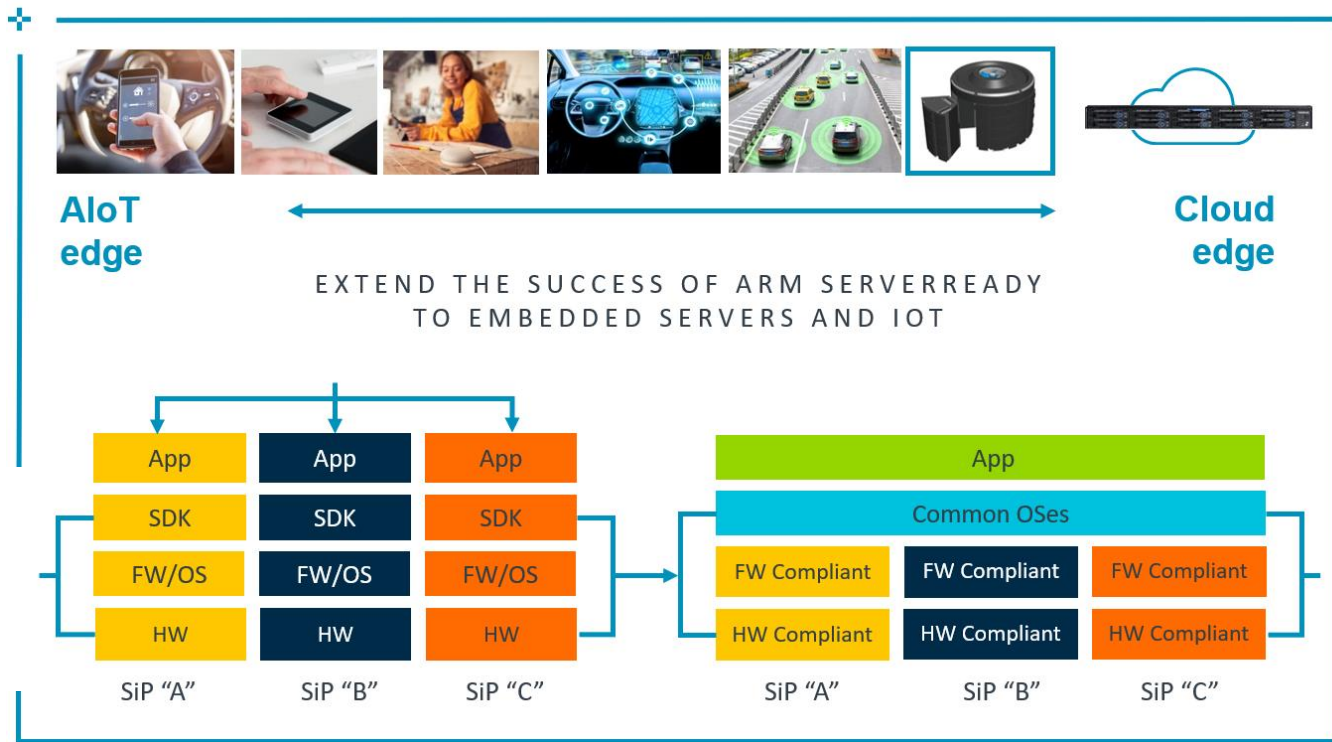 AIoT
edge
Cloud
edge
EXTEND THE SUCCESS OF ARM SERVERREADY
TO EMBEDDED SERVERS AND IOT
App
App
App
SDK
SDK
SDK
FW/OS
FW/OS
FW/OS
HW
HW
HW
SiP “A”
SiP “B”
SiP “C”
App
Common OSes
FW Compliant
FW Compliant
FW Compliant
HW Compliant
HW Compliant
HW Compliant
SiP “A”
SiP “B”
SiP “C”